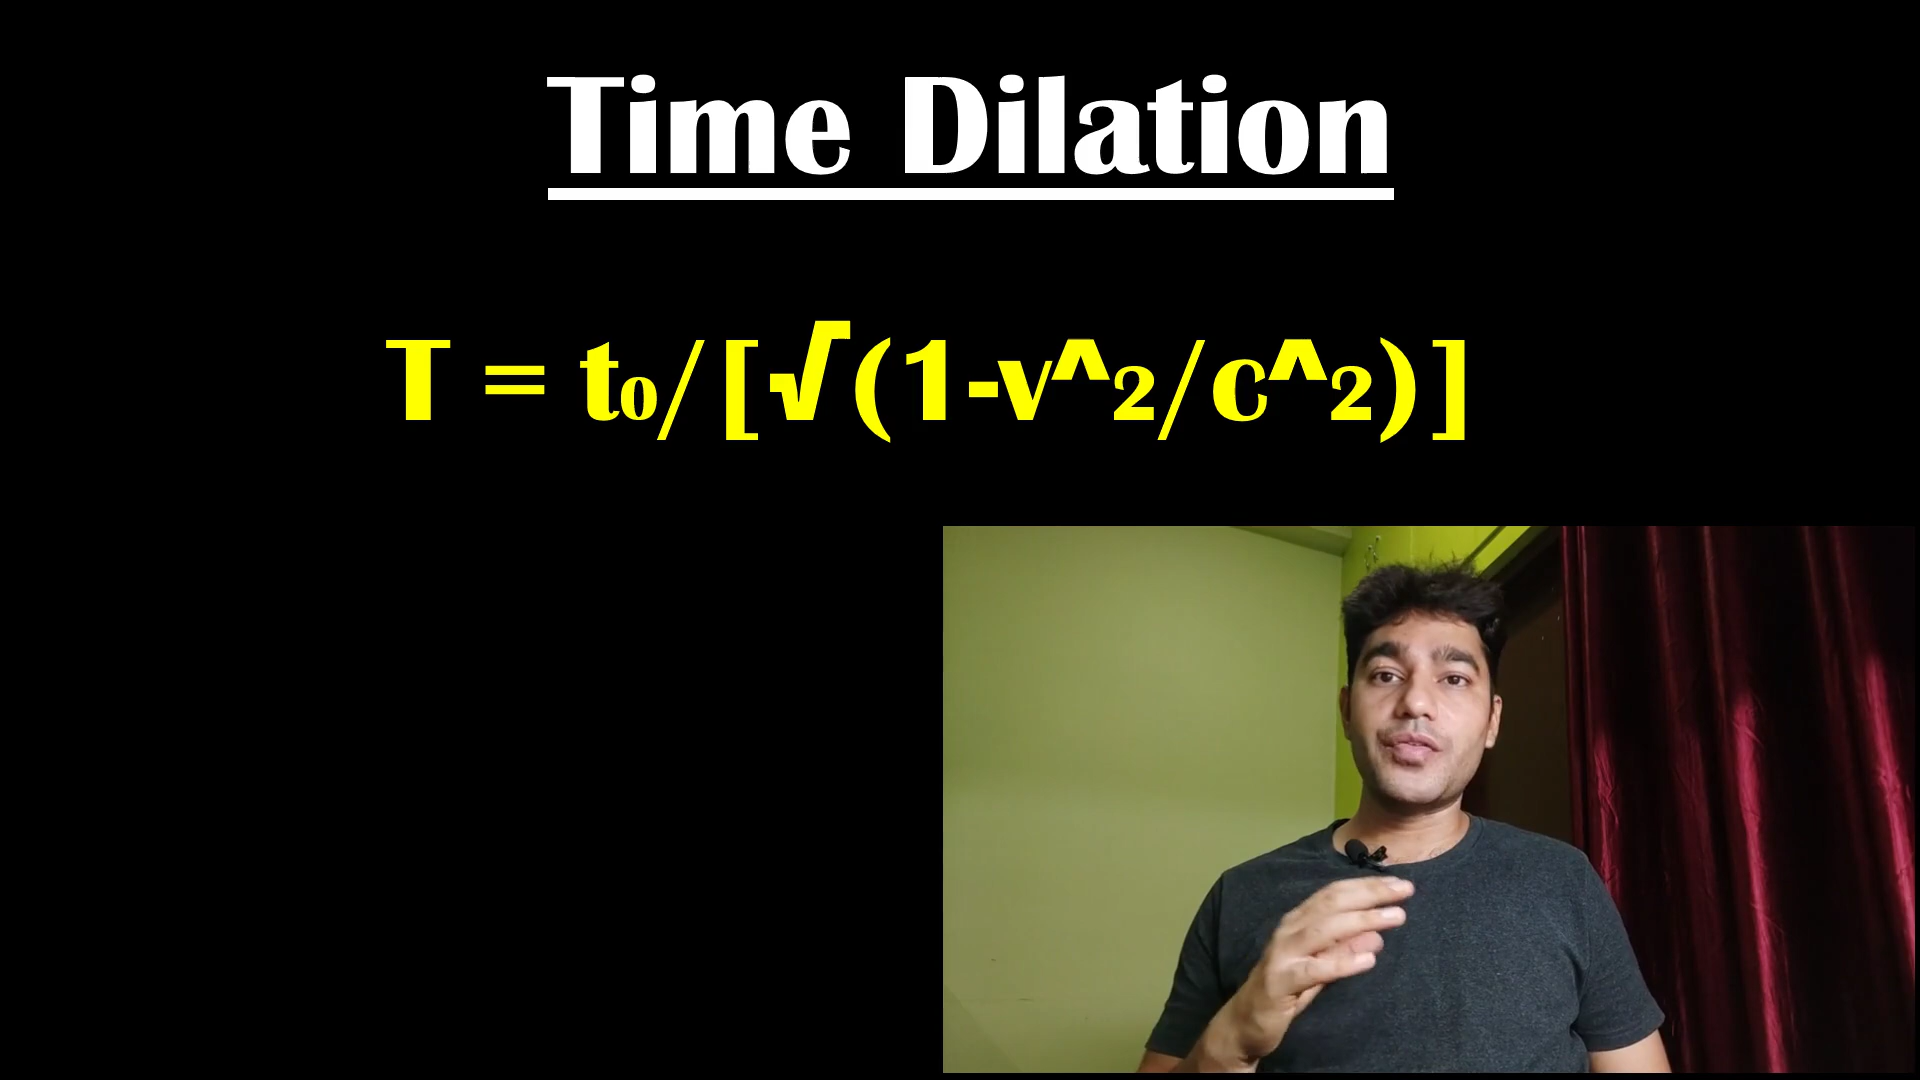 Time Dilation
T = t₀/[√(1-v^2/c^2)]